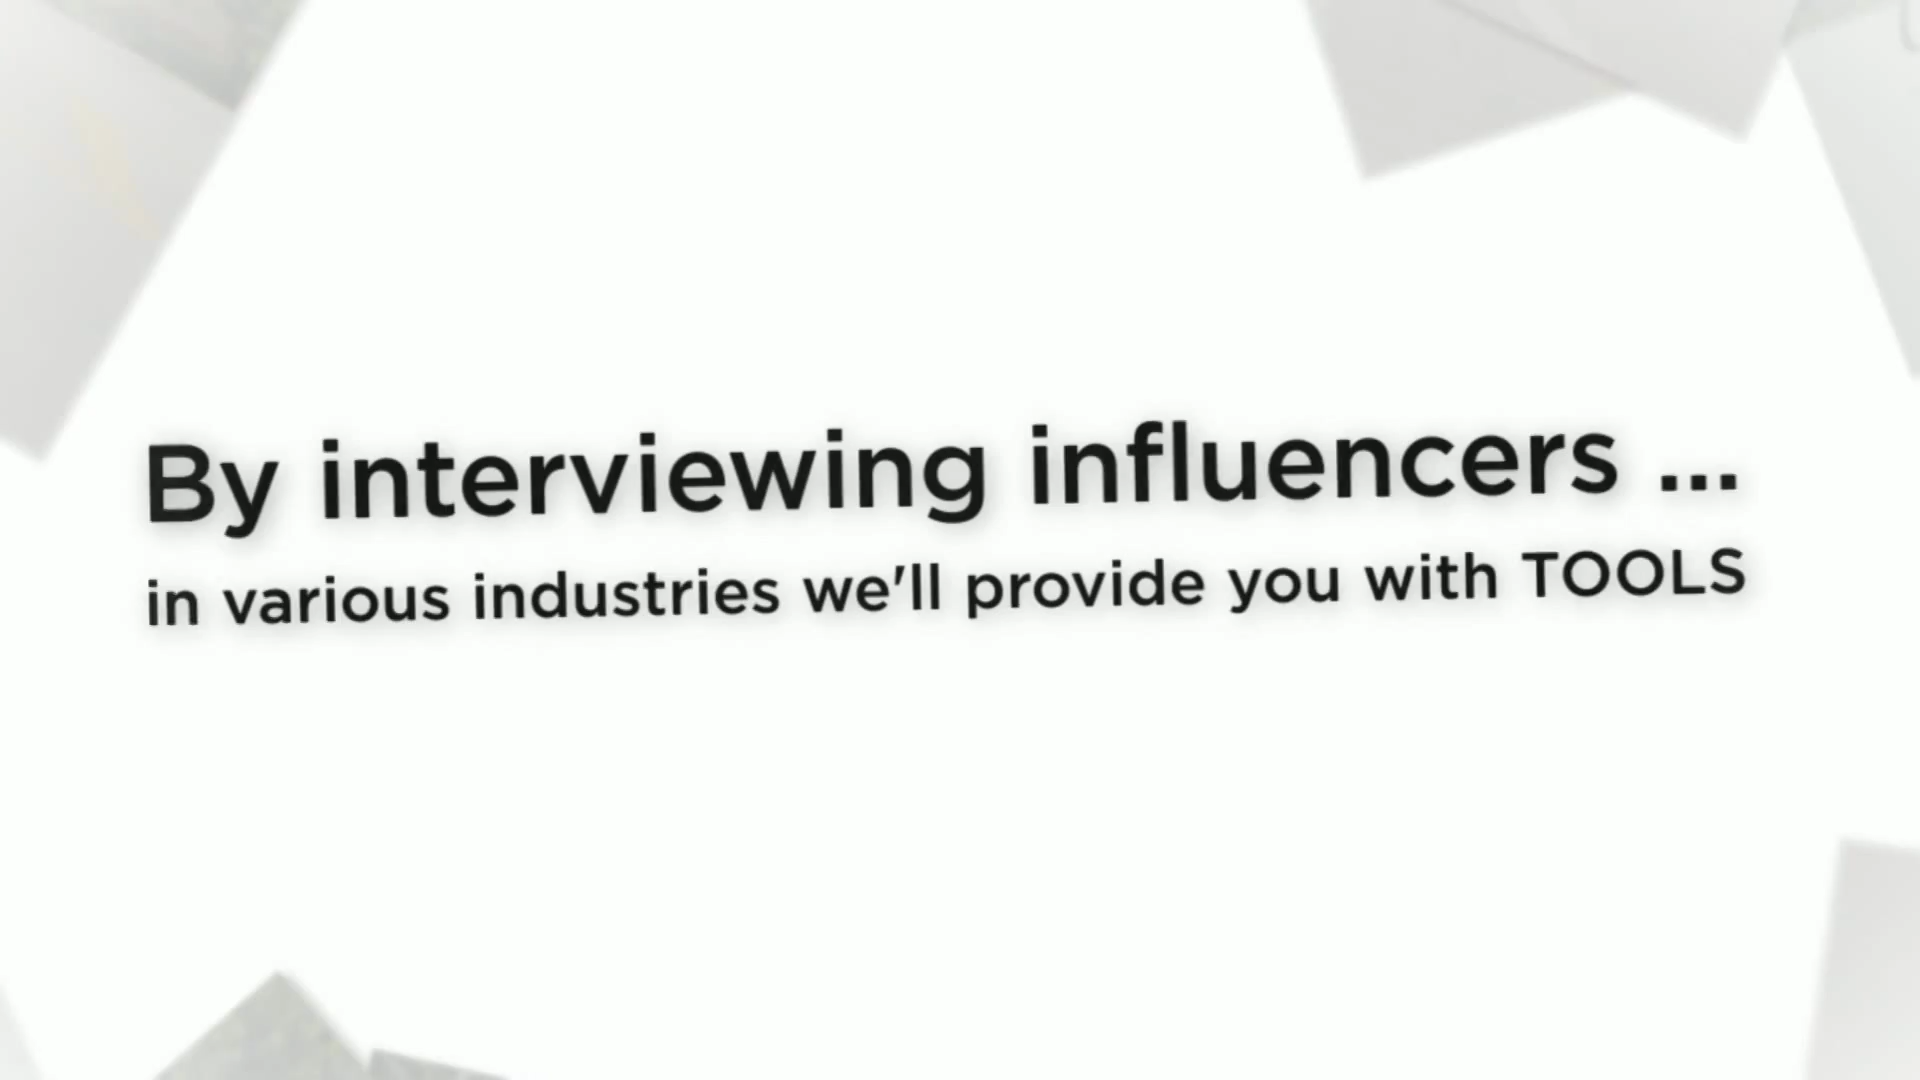 By interviewing influencers ...
in various industries we'll provide you with TOOLS